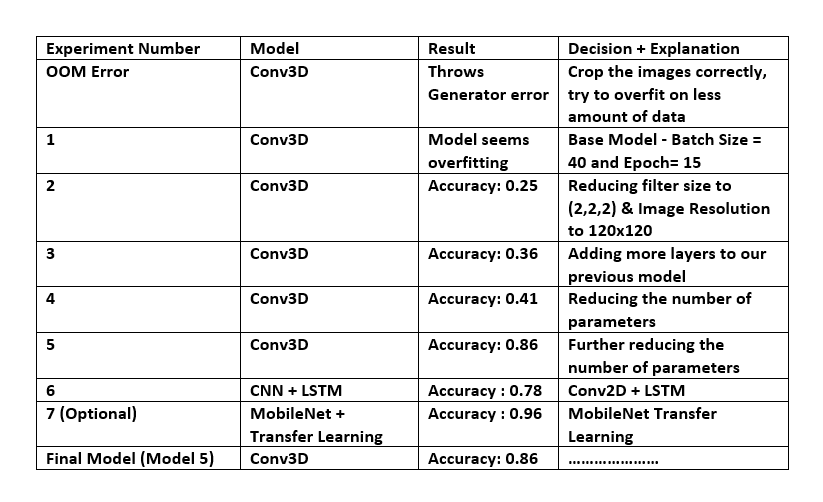 Experiment Number Model Result Decision + Explanation
OOM Error Conv3D Throws Crop the images correctly,
Generator error try to overfit on less
amount of data
1 Conv3D Model seems Base Model - Batch Size =
overfitting 40 and Epoch= 15
2 Conv3D Accuracy: 0.25 Reducing filter size to
(2,2,2) & Image Resolution
to 120x120
3 Conv3D Accuracy: 0.36 Adding more layers to our
previous model
4 Conv3D Accuracy: 0.41 Reducing the number of
parameters
5 Conv3D Accuracy: 0.86 Further reducing the
number of parameters
6 CNN + LSTM Accuracy : 0.78 Conv2D + LSTM
7 (Optional) MobileNet + Accuracy : 0.96 MobileNet Transfer
Transfer Learning Learning
Final Model (Model 5) Conv3D Accuracy: 0.86 …………………